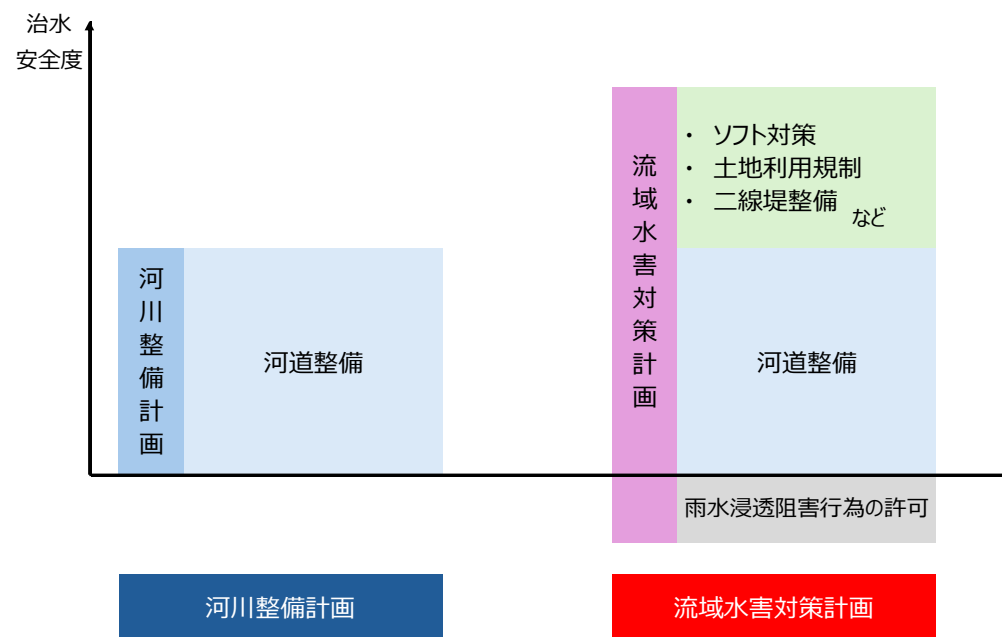 治水
安全度
河川整備計画
河道整備
流域水害対策計画
・ ソフト対策
・ 土地利用規制
・ 二線堤整備
など
河道整備
雨水浸透阻害行為の許可
河川整備計画
流域水害対策計画